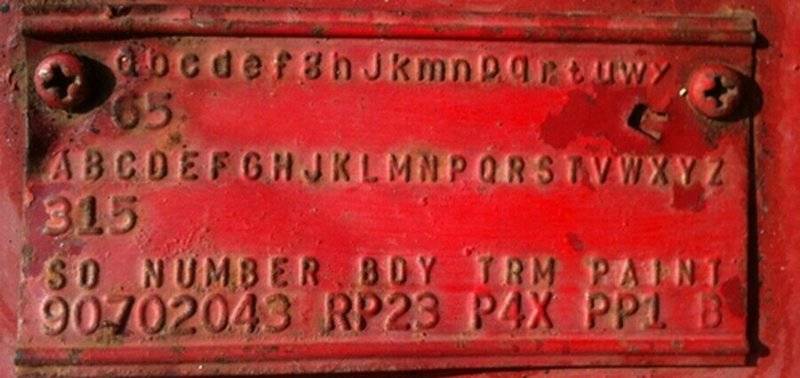 abcdefghJkmnpqrtuwy
65
ABCDEFGHJKLMNPQRSTVWXYZ
315
SO NUMBER BDY TRM PAINT
90702043 RP23 P4X PP1 B